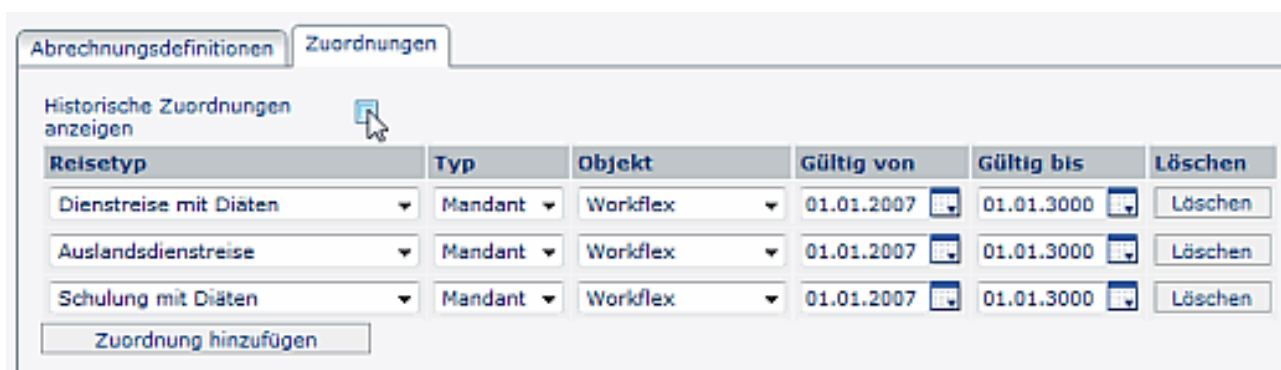 Abrechnungsdefinitionen Zuordnungen
Historische Zuordnungen
anzeigen
Reisetyp Typ Objekt Gültig von Gültig bis Löschen
Dienstreise mit Diäten Mandant Workflex 01.01.2007 01.01.3000 Löschen
Auslandsdienstreise Mandant Workflex 01.01.2007 01.01.3000 Löschen
Schulung mit Diäten Mandant Workflex 01.01.2007 01.01.3000 Löschen
Zuordnung hinzufügen